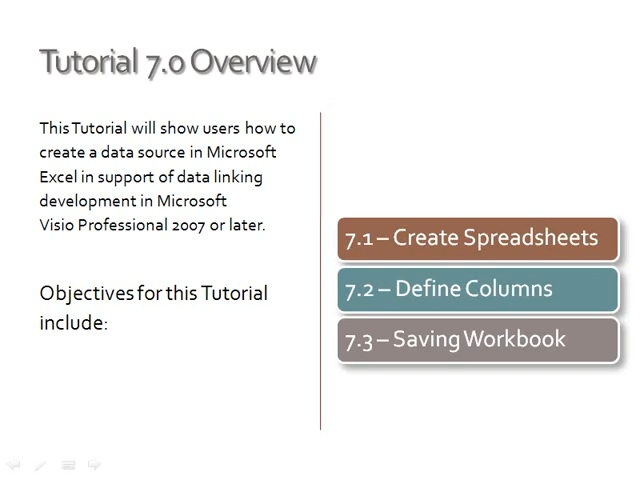 Tutorial 7.0 Overview
This Tutorial will show users how to
create a data source in Microsoft
Excel in support of data linking
development in Microsoft
Visio Professional 2007 or later.
Objectives for this Tutorial
include:
7.1 – Create Spreadsheets
7.2 – Define Columns
7.3 – Saving Workbook